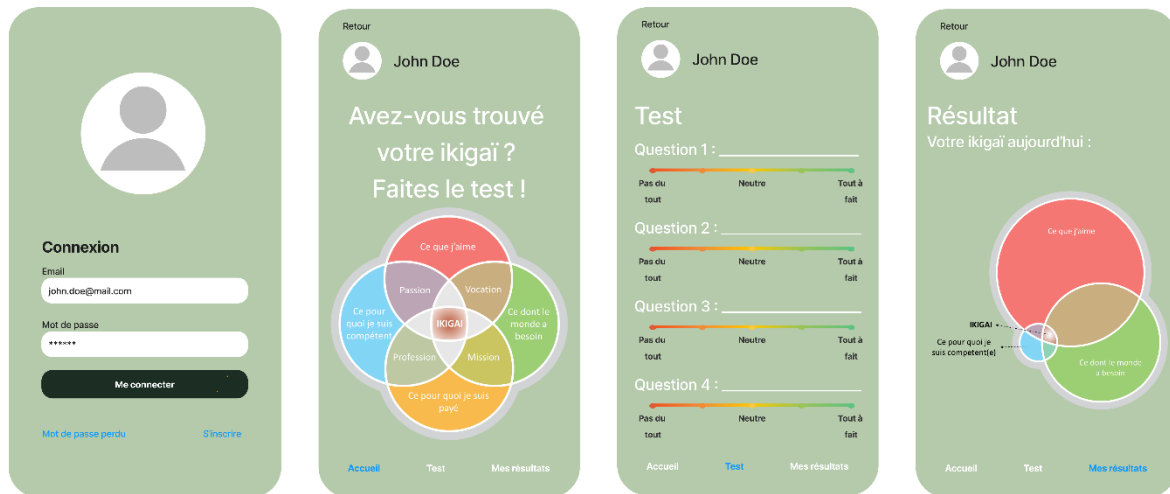 Connexion
Email
john.doe@mail.com
Mot de passe
******
Me connecter
Mot de passe perdu
S'inscrire
Retour
John Doe
Avez-vous trouvé
votre ikigaï ?
Faites le test !
Ce que j'aime
Passion
Vocation
Ce pour
quoi je suis
compétent
IKIGAI
Ce dont le
monde a
besoin
Profession
Mission
Ce pour quoi je suis
payé
Accueil
Test
Mes résultats
Retour
John Doe
Test
Question 1 : ____________________
Pas du
tout
Neutre
Tout à
fait
Question 2 : ____________________
Pas du
tout
Neutre
Tout à
fait
Question 3 : ____________________
Pas du
tout
Neutre
Tout à
fait
Question 4 : ____________________
Pas du
tout
Neutre
Tout à
fait
Accueil
Test
Mes résultats
Retour
John Doe
Résultat
Votre ikigaï aujourd'hui :
Ce que j'aime
IKIGAI
Ce pour quoi je
suis competent(e)
Ce dont le monde
a besoin
Accueil
Test
Mes résultats